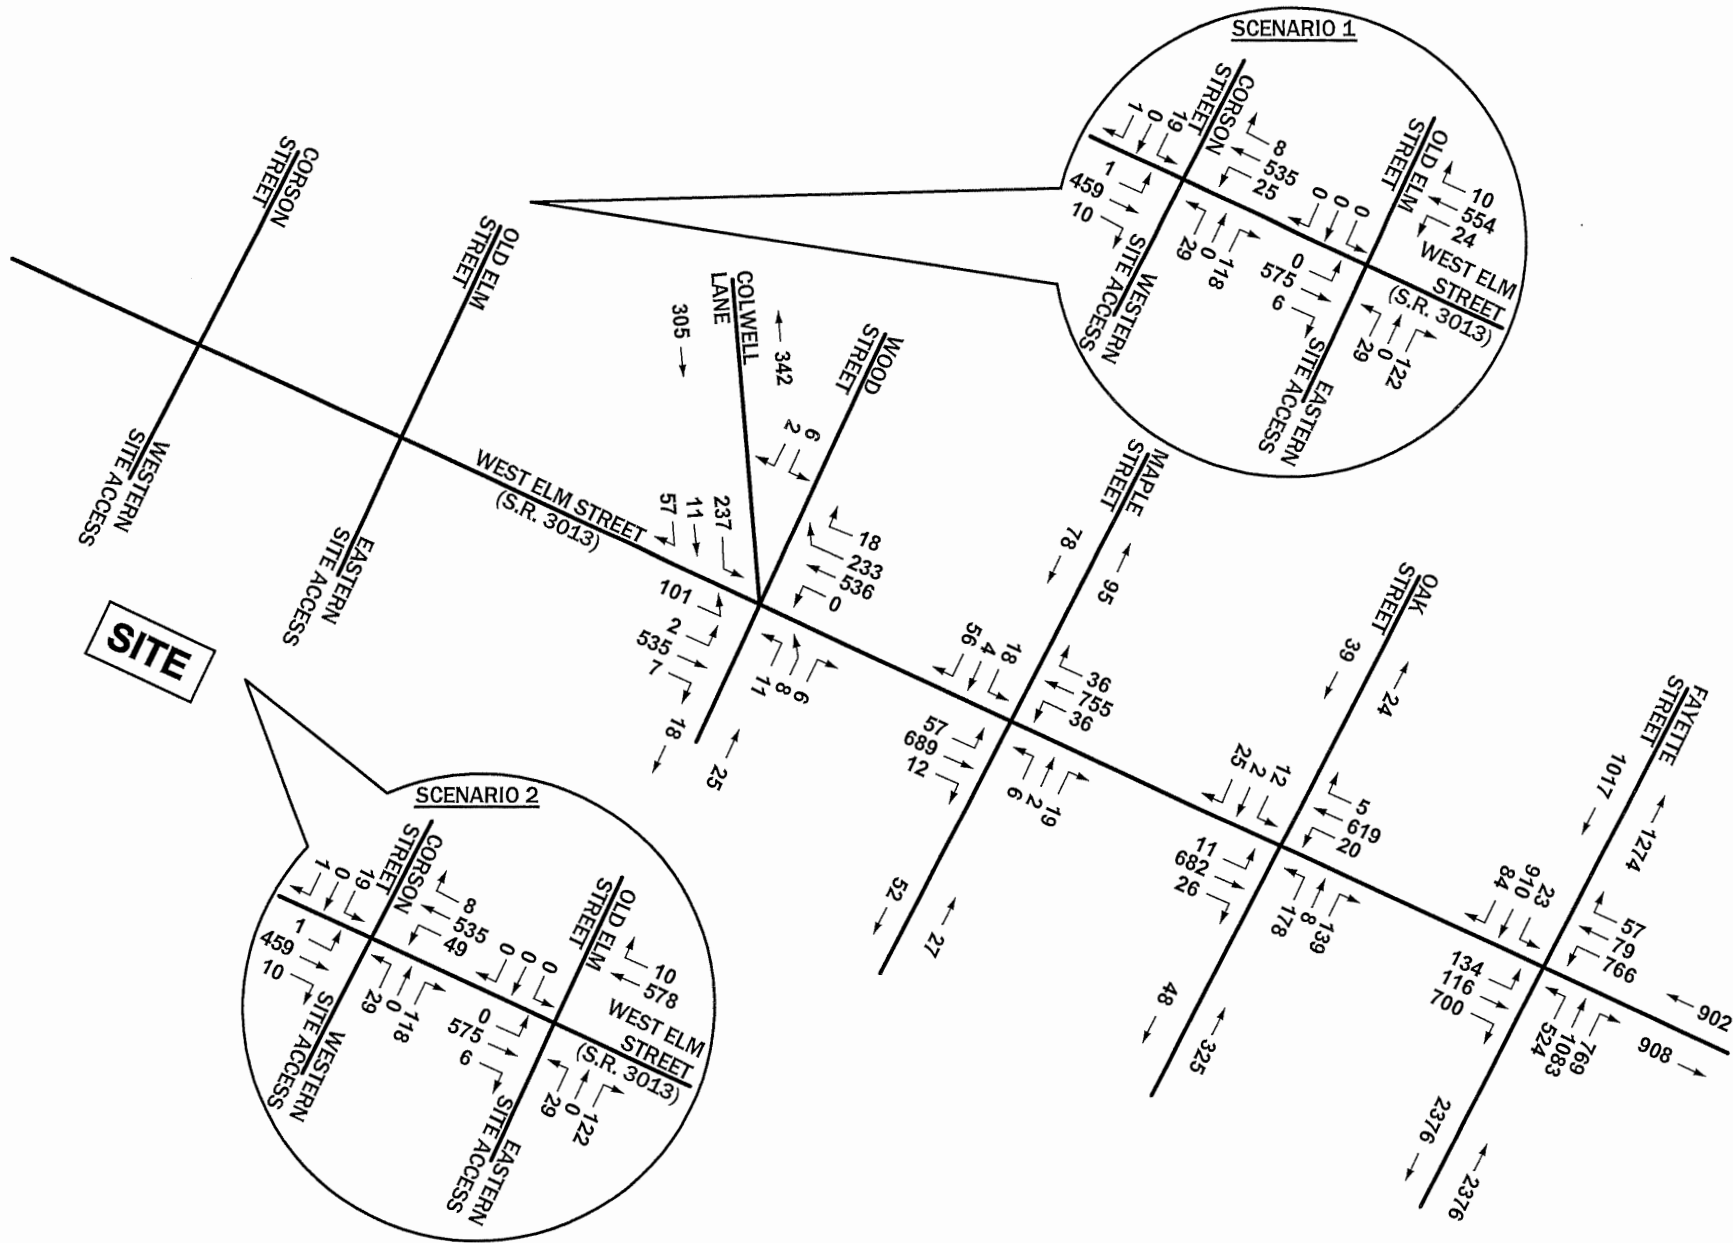 SCENARIO 1
CORSON
STREET
OLD ELM
STREET
1
0
19
8
535
25
1
459
10
29
0
118
WESTERN
SITE ACCESS
0
0
0
10
554
24
WEST ELM
STREET
(S.R. 3013)
0
575
6
29
0
122
EASTERN
SITE ACCESS
CORSON
STREET
WESTERN
SITE ACCESS
OLD ELM
STREET
EASTERN
SITE ACCESS
WEST ELM STREET
(S.R. 3013)
COLWELL
LANE
305
342
WOOD
STREET
2
6
57
11
237
18
233
536
0
101
2
535
7
11
8
6
18
25
MAPLE
STREET
78
95
56
4
18
36
755
36
57
689
12
6
2
19
52
27
OAK
STREET
39
24
25
2
12
5
619
20
11
682
26
178
8
139
48
325
FAYETTE
STREET
1017
1274
84
910
23
57
79
766
134
116
700
524
1083
769
902
908
2376
2376
SITE
SCENARIO 2
CORSON
STREET
OLD ELM
STREET
1
0
19
8
535
49
1
459
10
29
0
118
WESTERN
SITE ACCESS
0
0
0
10
578
WEST ELM
STREET
(S.R. 3013)
0
575
6
29
0
122
EASTERN
SITE ACCESS